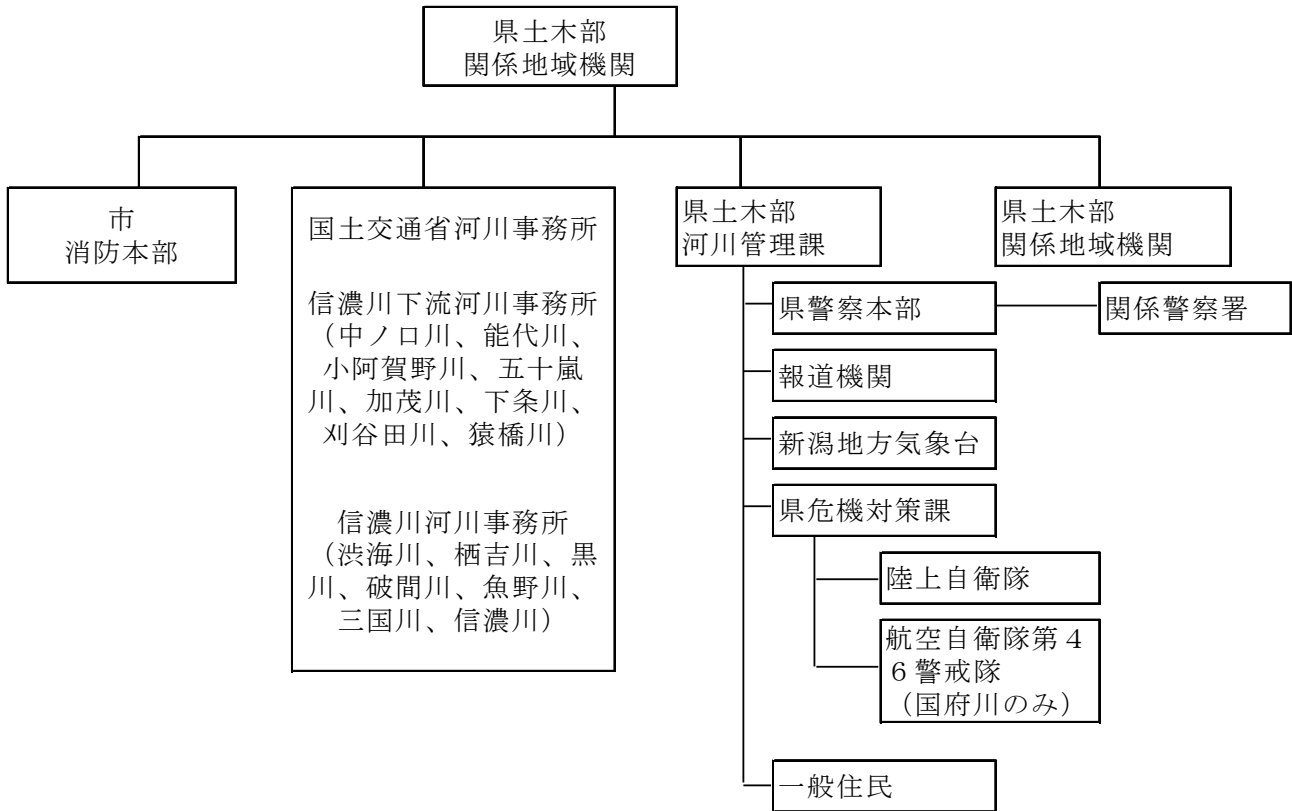 県土木部
関係地域機関
市
消防本部
国土交通省河川事務所
信濃川下流河川事務所
（中ノ口川、能代川、
小阿賀野川、五十嵐
川、加茂川、下条川、
刈谷田川、猿橋川）
信濃川河川事務所
（渋海川、栖吉川、黒
川、破間川、魚野川、
三国川、信濃川）
県土木部
河川管理課
県土木部
関係地域機関
県警察本部
関係警察署
報道機関
新潟地方気象台
県危機対策課
陸上自衛隊
航空自衛隊第４
６警戒隊
（国府川のみ）
一般住民